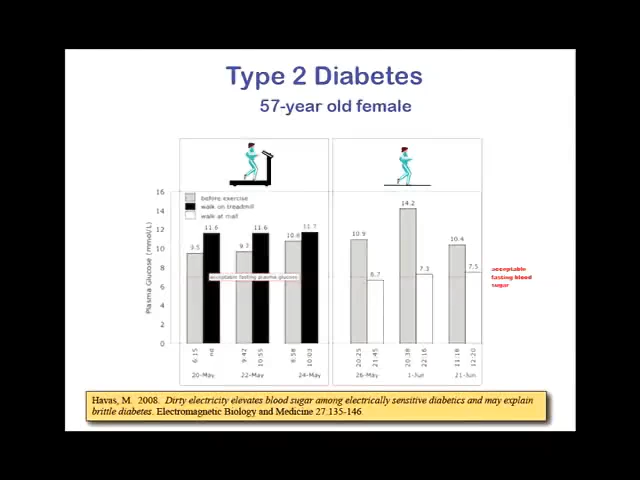 Type 2 Diabetes
57-year old female
before exercise
walk on treadmill
walk at mall
Plasma Glucose (mmol/L)
16
14
12
10
8
6
4
2
0
9.5
11.6
9.7
11.6
10.8
11.7
10.9
6.7
14.2
7.3
10.4
7.5
acceptable fasting plasma glucose
acceptable
fasting blood
sugar
6:15
nd
9:42
10:55
8:58
10:03
20:25
21:45
20:38
22:16
11:18
12:20
20-May
22-May
24-May
26-May
1-Jun
21-Jun
Havas, M. 2008. Dirty electricity elevates blood sugar among electrically sensitive diabetics and may explain
brittle diabetes. Electromagnetic Biology and Medicine 27:135-146.